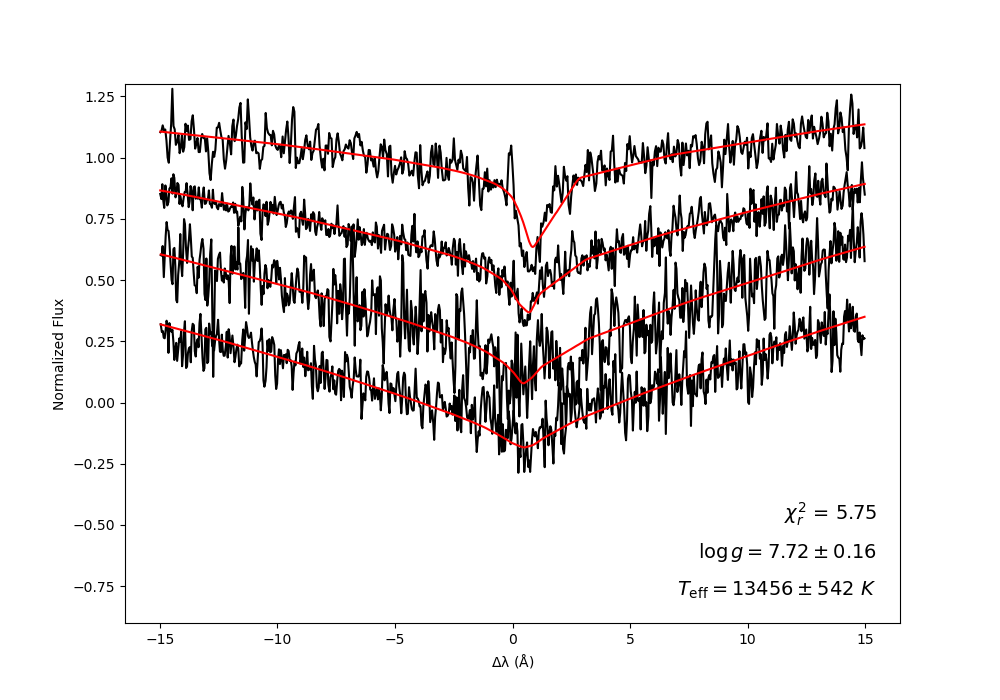 1.25
1.00
0.75
0.50
0.25
0.00
−0.25
−0.50
−0.75
Normalized Flux
χ²ᵣ = 5.75
log g = 7.72 ± 0.16
T_eff = 13456 ± 542 K
−15 −10 −5 0 5 10 15
Δλ (Å)